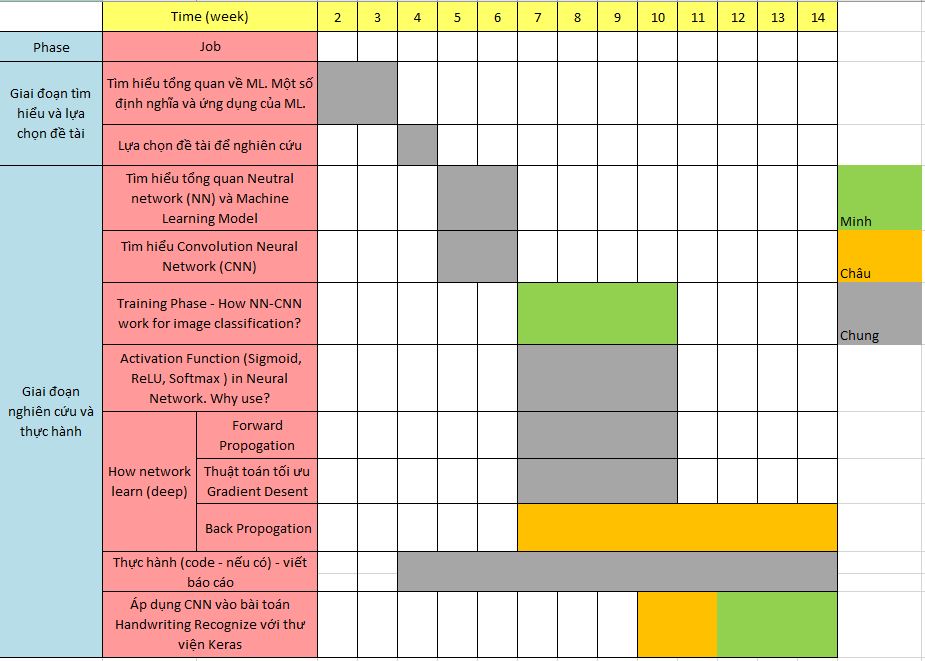 Time (week) 2 3 4 5 6 7 8 9 10 11 12 13 14
Phase Job
Giai đoạn tìm
hiểu và lựa
chọn đề tài
Tìm hiểu tổng quan về ML. Một số
định nghĩa và ứng dụng của ML.
Lựa chọn đề tài để nghiên cứu
Giai đoạn
nghiên cứu và
thực hành
Tìm hiểu tổng quan Neutral
network (NN) và Machine
Learning Model
Minh
Tìm hiểu Convolution Neural
Network (CNN)
Châu
Training Phase - How NN-CNN
work for image classification?
Chung
Activation Function (Sigmoid,
ReLU, Softmax ) in Neural
Network. Why use?
How network
learn (deep)
Forward
Propogation
Thuật toán tối ưu
Gradient Desent
Back Propogation
Thực hành (code - nếu có) - viết
báo cáo
Áp dụng CNN vào bài toán
Handwriting Recognize với thư
viện Keras